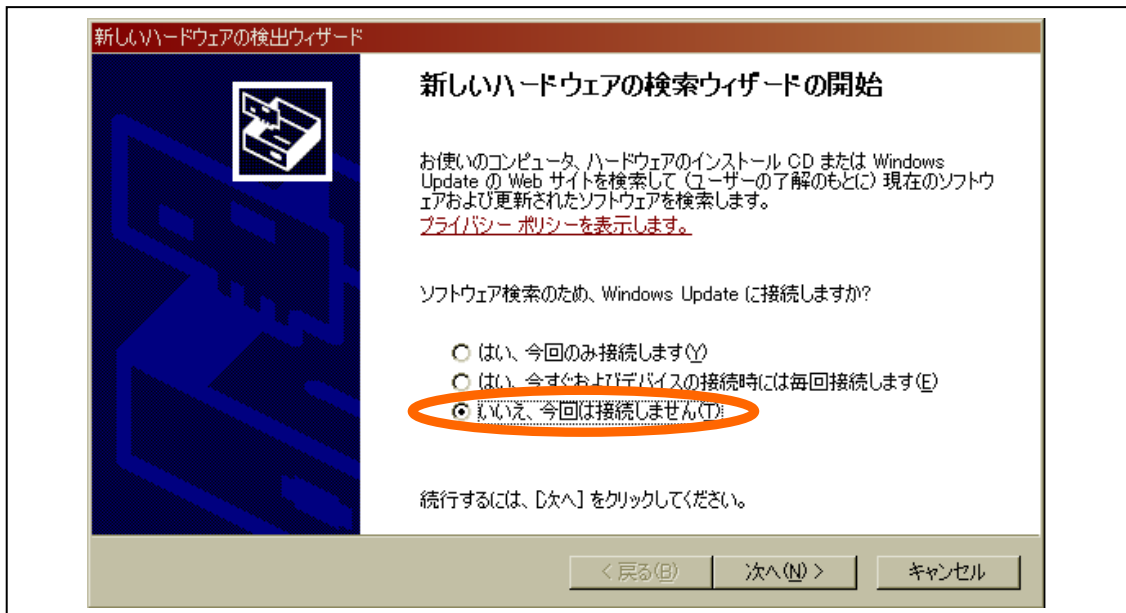 新しいハードウェアの検出ウィザード
新しいハードウェアの検索ウィザードの開始
お使いのコンピュータ、ハードウェアのインストール CD または Windows
Update の Web サイトを検索して (ユーザーの了解のもとに) 現在のソフトウ
ェアおよび更新されたソフトウェアを検索します。
プライバシー ポリシーを表示します。
ソフトウェア検索のため、Windows Update に接続しますか?
はい、今回のみ接続します(Y)
はい、今すぐおよびデバイスの接続時には毎回接続します(E)
いいえ、今回は接続しません(T)
続行するには、[次へ] をクリックしてください。
< 戻る(B)
次へ(N) >
キャンセル